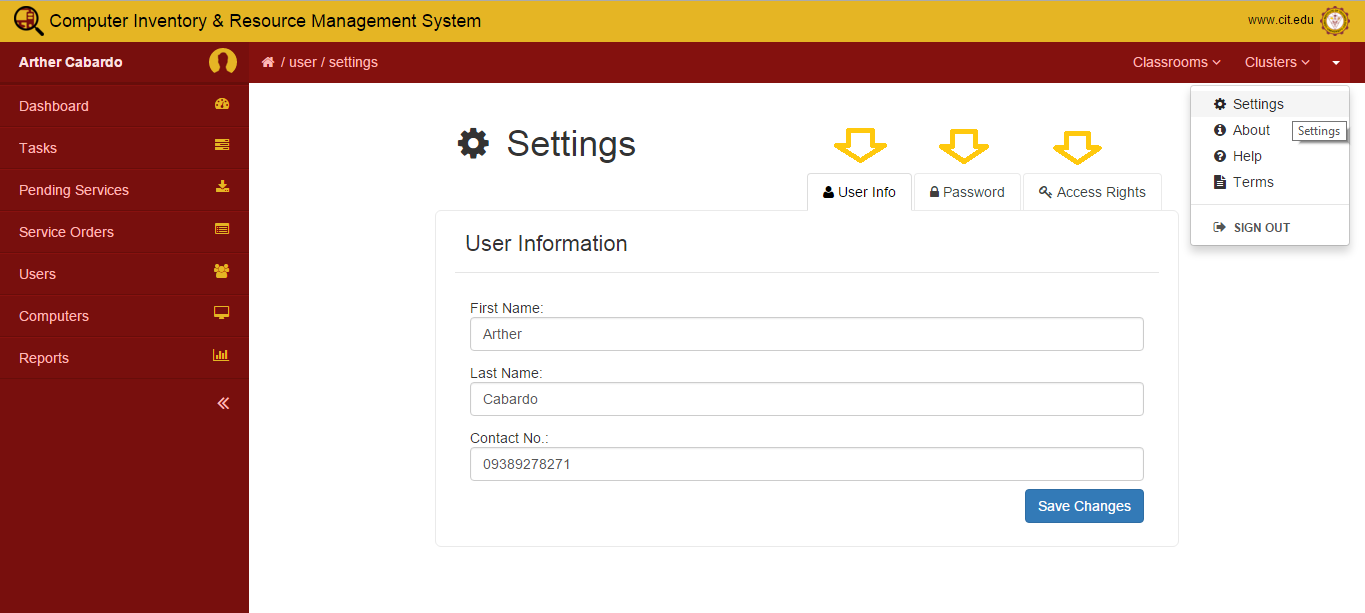 Computer Inventory & Resource Management System
www.cit.edu
Arther Cabardo
/ user / settings
Classrooms
Clusters
Dashboard
Tasks
Pending Services
Service Orders
Users
Computers
Reports
Settings
User Info
Password
Access Rights
User Information
First Name:
Arther
Last Name:
Cabardo
Contact No.:
09389278271
Save Changes
Settings
About
Settings
Help
Terms
SIGN OUT